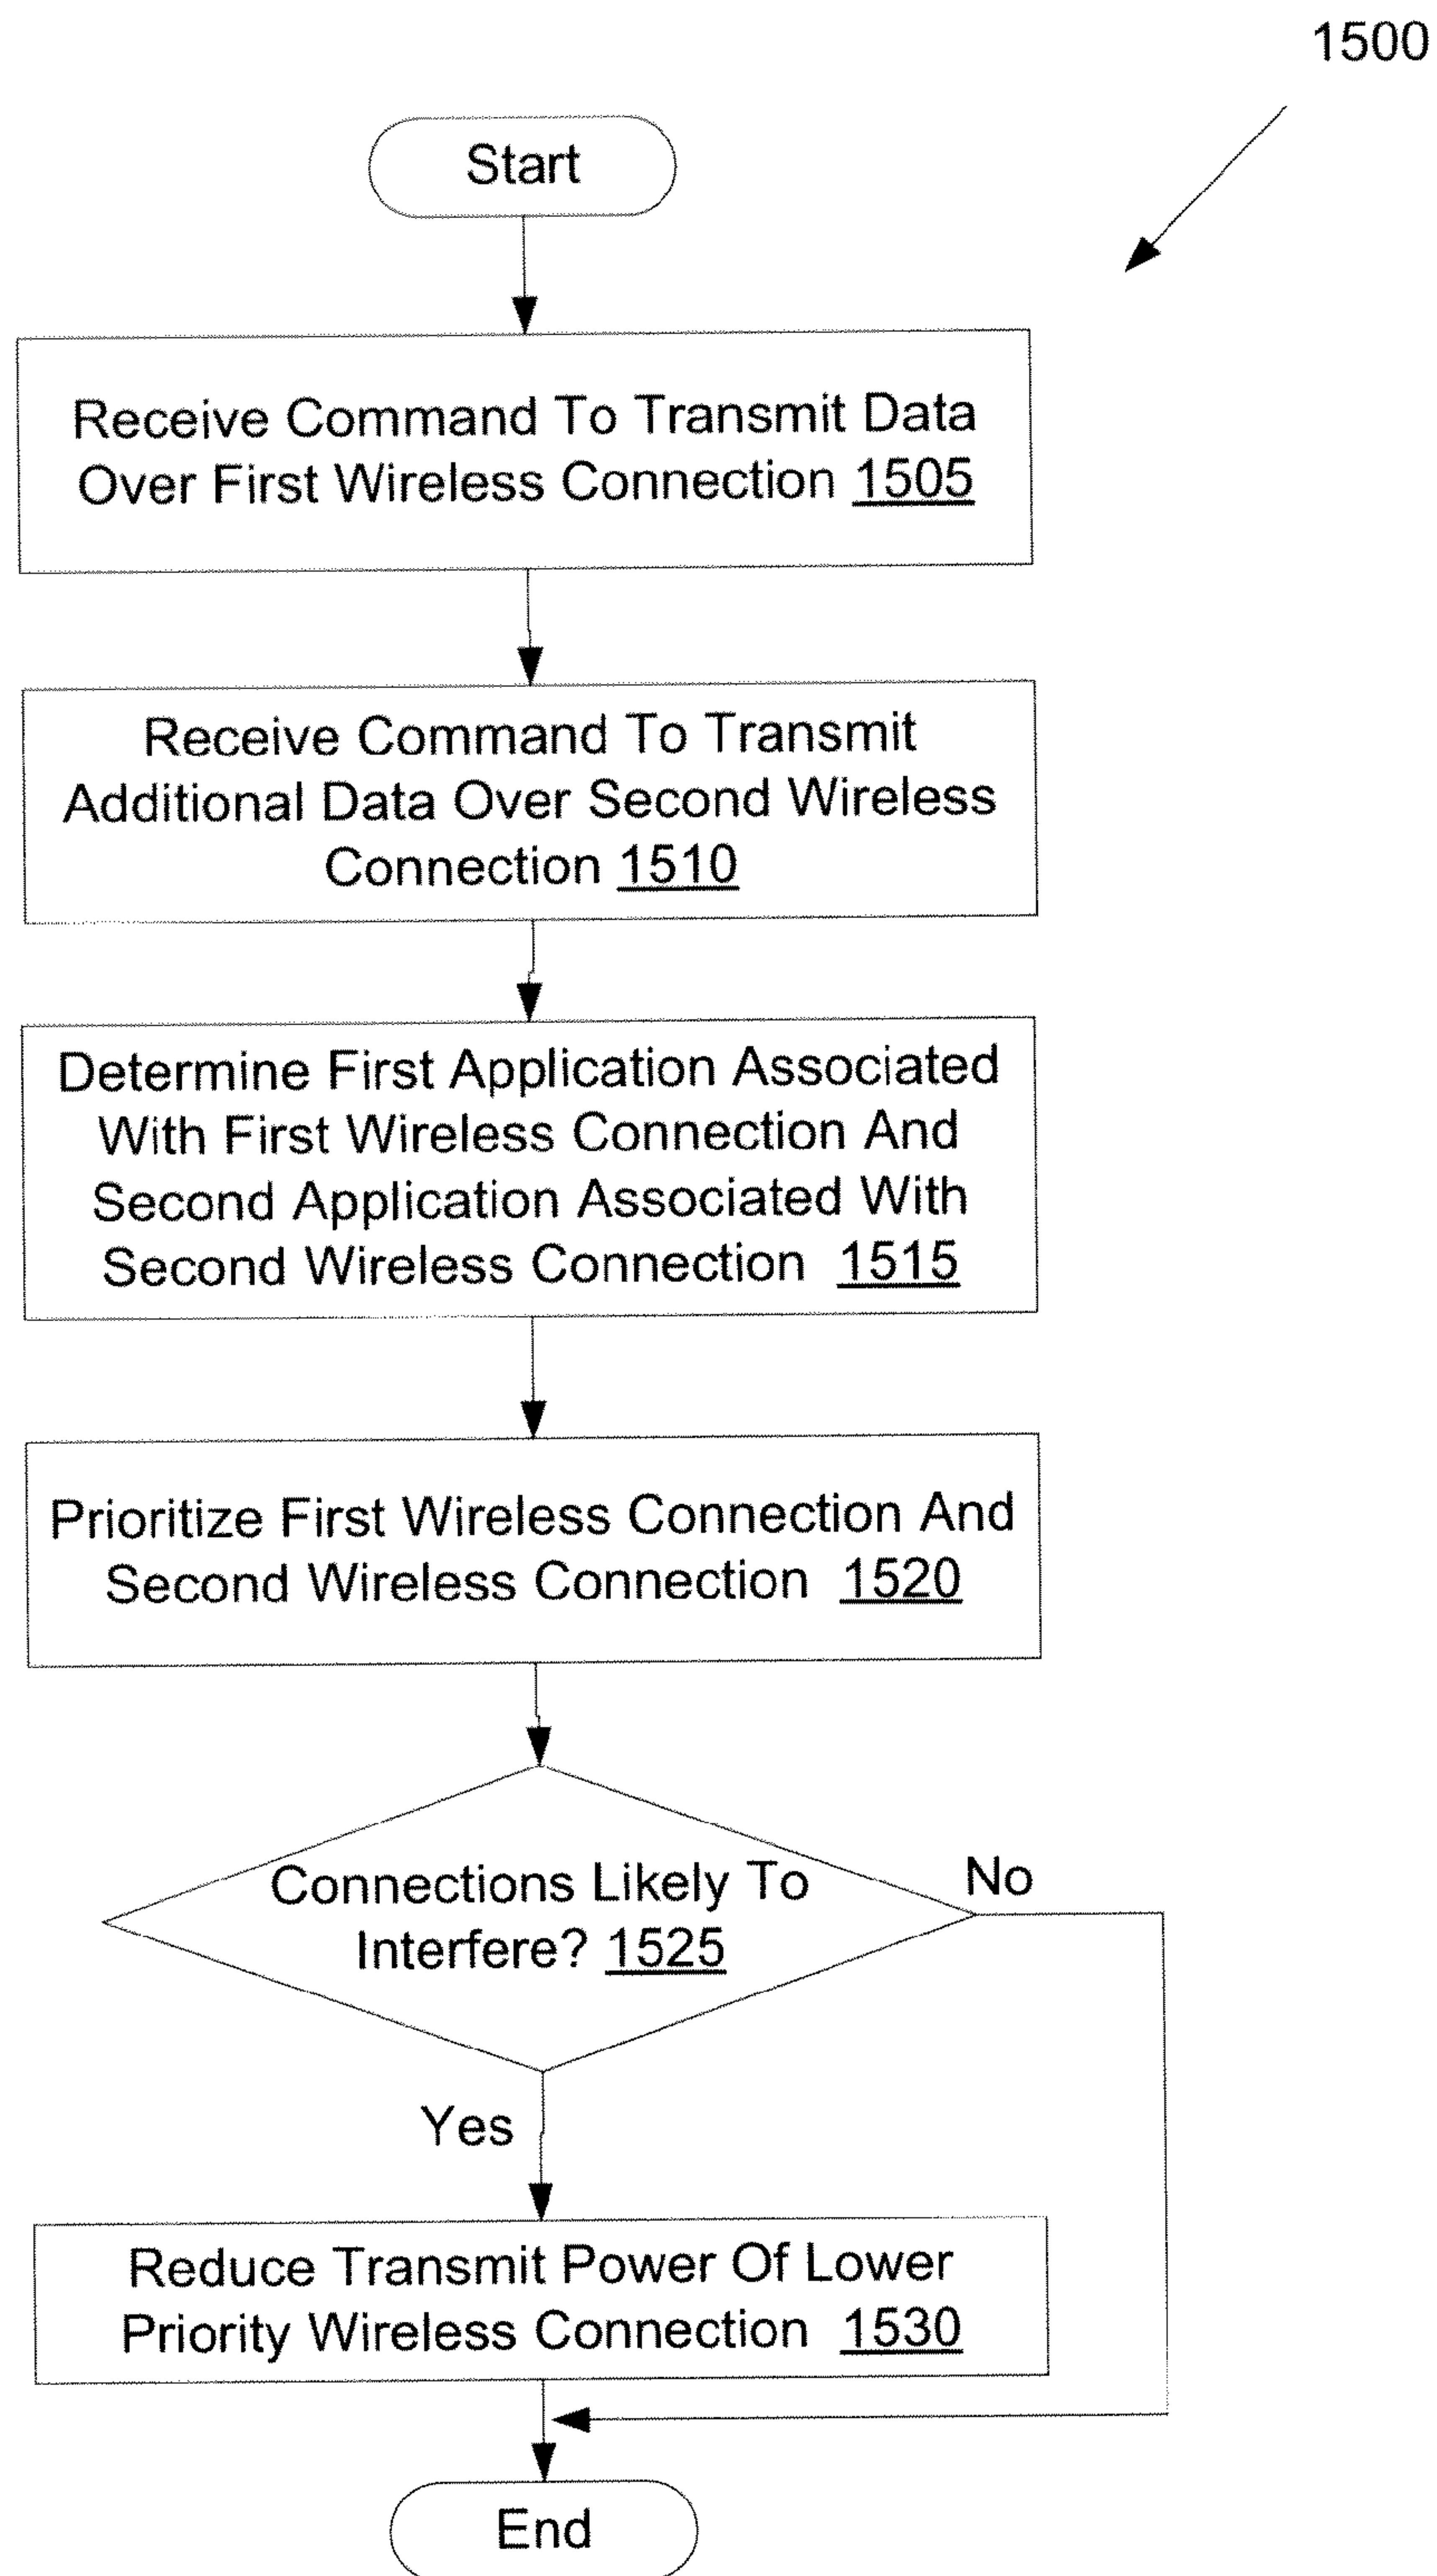 1500
Start
Receive Command To Transmit Data
Over First Wireless Connection 1505
Receive Command To Transmit
Additional Data Over Second Wireless
Connection 1510
Determine First Application Associated
With First Wireless Connection And
Second Application Associated With
Second Wireless Connection 1515
Prioritize First Wireless Connection And
Second Wireless Connection 1520
Connections Likely To
Interfere? 1525
No
Yes
Reduce Transmit Power Of Lower
Priority Wireless Connection 1530
End